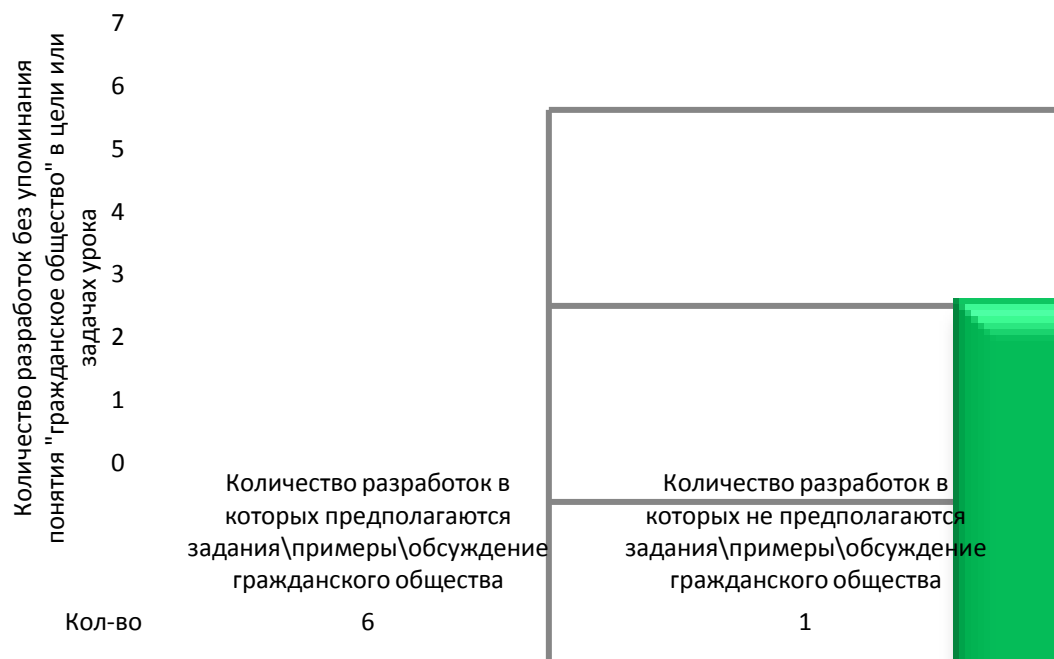 Количество разработок без упоминания
понятия "гражданское общество" в цели или
задачах урока
7
6
5
4
3
2
1
0
Количество разработок в
которых предполагаются
задания\примеры\обсуждение
гражданского общества
Количество разработок в
которых не предполагаются
задания\примеры\обсуждение
гражданского общества
Кол-во 6 1